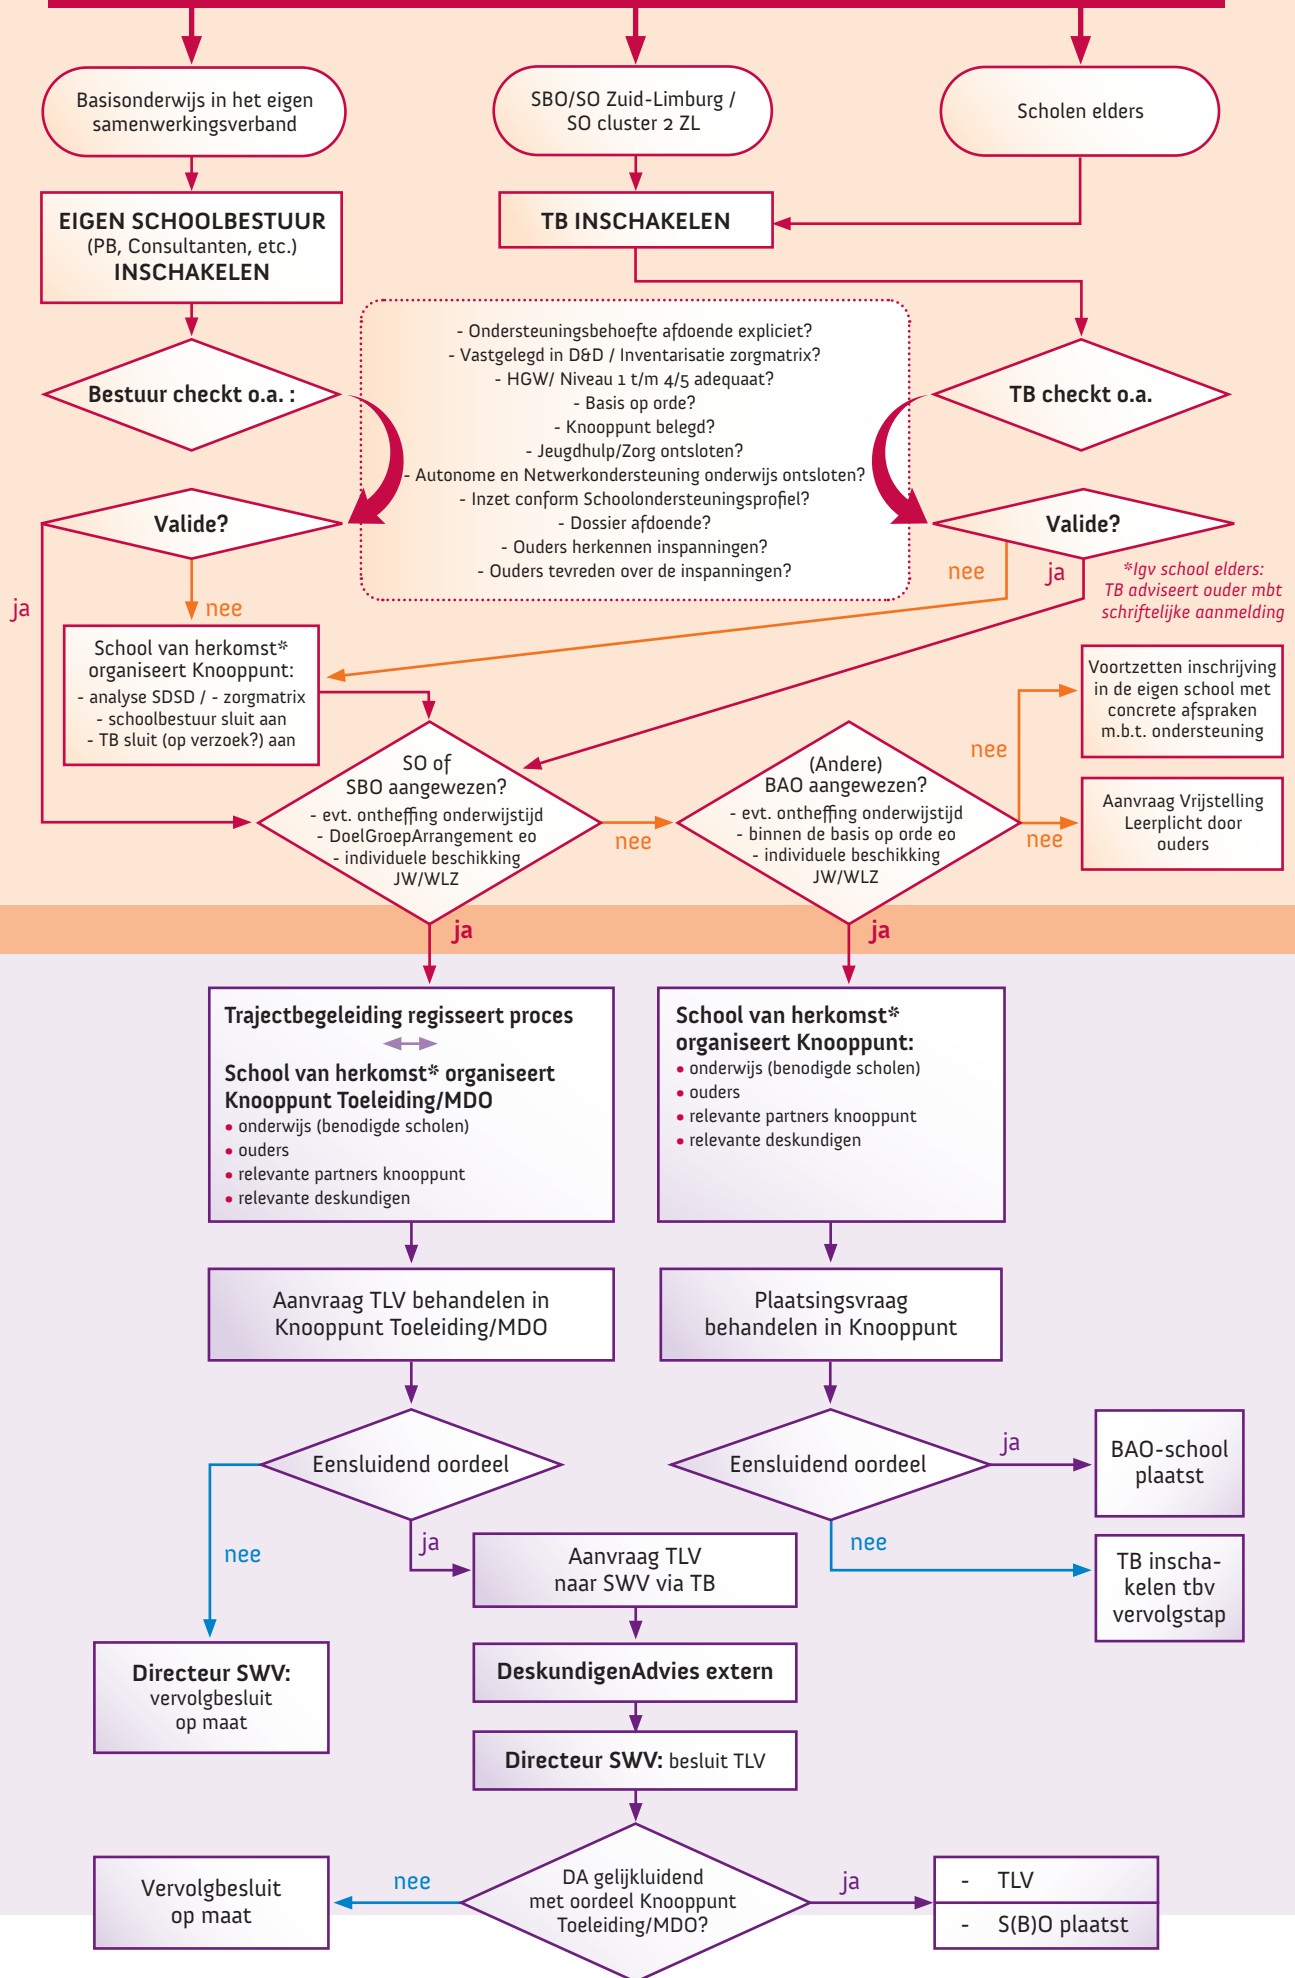 Basisonderwijs in het eigen
samenwerkingsverband
SBO/SO Zuid-Limburg /
SO cluster 2 ZL
Scholen elders
EIGEN SCHOOLBESTUUR
(PB, Consultanten, etc.)
INSCHAKELEN
TB INSCHAKELEN
- Ondersteuningsbehoefte afdoende expliciet?
- Vastgelegd in D&D / Inventarisatie zorgmatrix?
- HGW/ Niveau 1 t/m 4/5 adequaat?
- Basis op orde?
- Knooppunt belegd?
- Jeugdhulp/Zorg ontsloten?
- Autonome en Netwerkondersteuning onderwijs ontsloten?
- Inzet conform Schoolondersteuningsprofiel?
- Dossier afdoende?
- Ouders herkennen inspanningen?
- Ouders tevreden over de inspanningen?
Bestuur checkt o.a. :
TB checkt o.a.
Valide?
Valide?
ja
nee
nee
ja
*Igv school elders:
TB adviseert ouder mbt
schriftelijke aanmelding
School van herkomst*
organiseert Knooppunt:
- analyse SDSD / - zorgmatrix
- schoolbestuur sluit aan
- TB sluit (op verzoek?) aan
SO of
SBO aangewezen?
- evt. ontheffing onderwijstijd
- DoelGroepArrangement eo
- individuele beschikking
JW/WLZ
nee
(Andere)
BAO aangewezen?
- evt. ontheffing onderwijstijd
- binnen de basis op orde eo
- individuele beschikking
JW/WLZ
nee
Voortzetten inschrijving
in de eigen school met
concrete afspraken
m.b.t. ondersteuning
nee
Aanvraag Vrijstelling
Leerplicht door
ouders
ja
ja
Trajectbegeleiding regisseert proces
School van herkomst* organiseert
Knooppunt Toeleiding/MDO
• onderwijs (benodigde scholen)
• ouders
• relevante partners knooppunt
• relevante deskundigen
School van herkomst*
organiseert Knooppunt:
• onderwijs (benodigde scholen)
• ouders
• relevante partners knooppunt
• relevante deskundigen
Aanvraag TLV behandelen in
Knooppunt Toeleiding/MDO
Plaatsingsvraag
behandelen in Knooppunt
Eensluidend oordeel
Eensluidend oordeel
ja
BAO-school
plaatst
nee
ja
nee
TB inscha-
kelen tbv
vervolgstap
Aanvraag TLV
naar SWV via TB
Directeur SWV:
vervolgbesluit
op maat
DeskundigenAdvies extern
Directeur SWV: besluit TLV
DA gelijkluidend
met oordeel Knooppunt
Toeleiding/MDO?
nee
Vervolgbesluit
op maat
ja
- TLV
- S(B)O plaatst